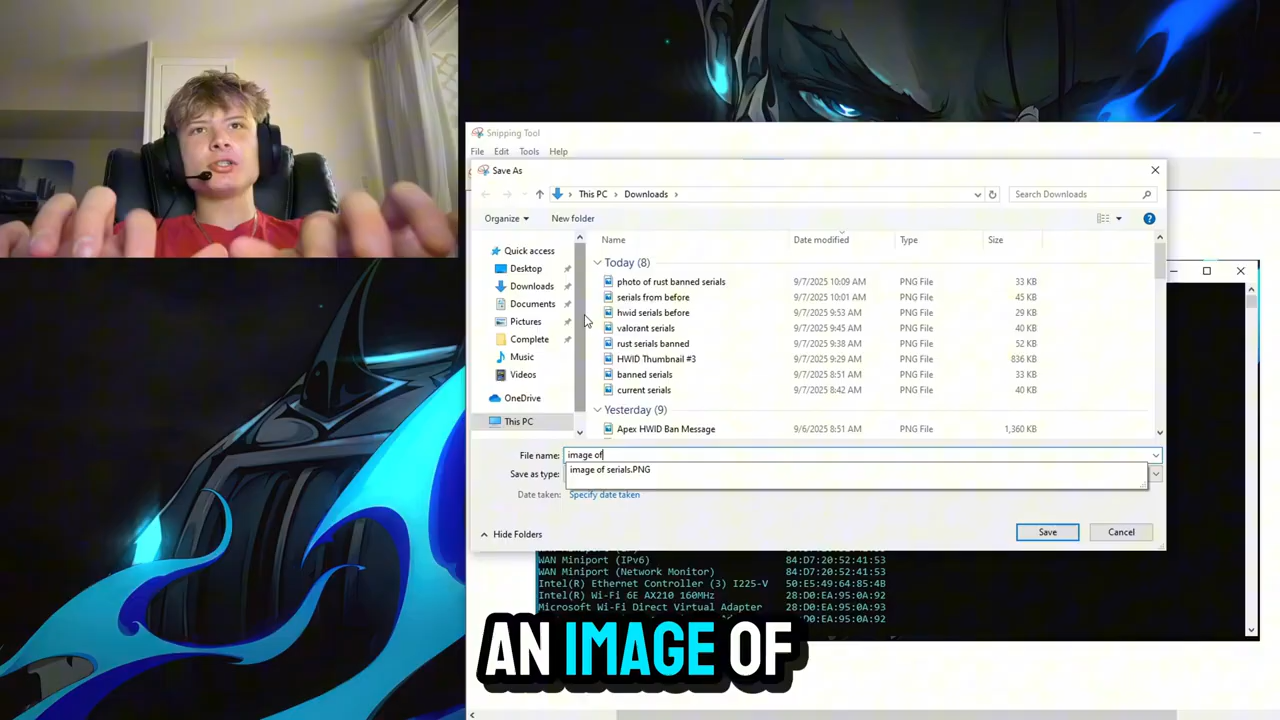 Snipping Tool
File Edit Tools Help
Save As
This PC > Downloads >
Search Downloads
Organize
New folder
Name Date modified Type Size
Quick access
Desktop
Downloads
Documents
Pictures
Complete
Music
Videos
OneDrive
This PC
Today (8)
photo of rust banned serials 9/7/2025 10:09 AM PNG File 33 KB
serials from before 9/7/2025 10:01 AM PNG File 45 KB
hwid serials before 9/7/2025 9:53 AM PNG File 29 KB
valorant serials 9/7/2025 9:45 AM PNG File 40 KB
rust serials banned 9/7/2025 9:38 AM PNG File 52 KB
HWID Thumbnail #3 9/7/2025 9:29 AM PNG File 836 KB
banned serials 9/7/2025 8:51 AM PNG File 33 KB
current serials 9/7/2025 8:42 AM PNG File 40 KB
Yesterday (9)
Apex HWID Ban Message 9/6/2025 8:51 AM PNG File 1,360 KB
File name: image of
image of serials.PNG
Save as type:
Date taken: Specify date taken
Hide Folders
Save
Cancel
WAN Miniport (IPv6) 84:D7:20:52:41:53
WAN Miniport (Network Monitor) 84:D7:20:52:41:53
Intel(R) Ethernet Controller (3) I225-V 50:E5:49:64:85:4B
Intel(R) Wi-Fi 6E AX210 160MHz 28:D0:EA:95:0A:92
Microsoft Wi-Fi Direct Virtual Adapter 28:D0:EA:95:0A:93
28:D0:EA:95:0A:92
AN IMAGE OF